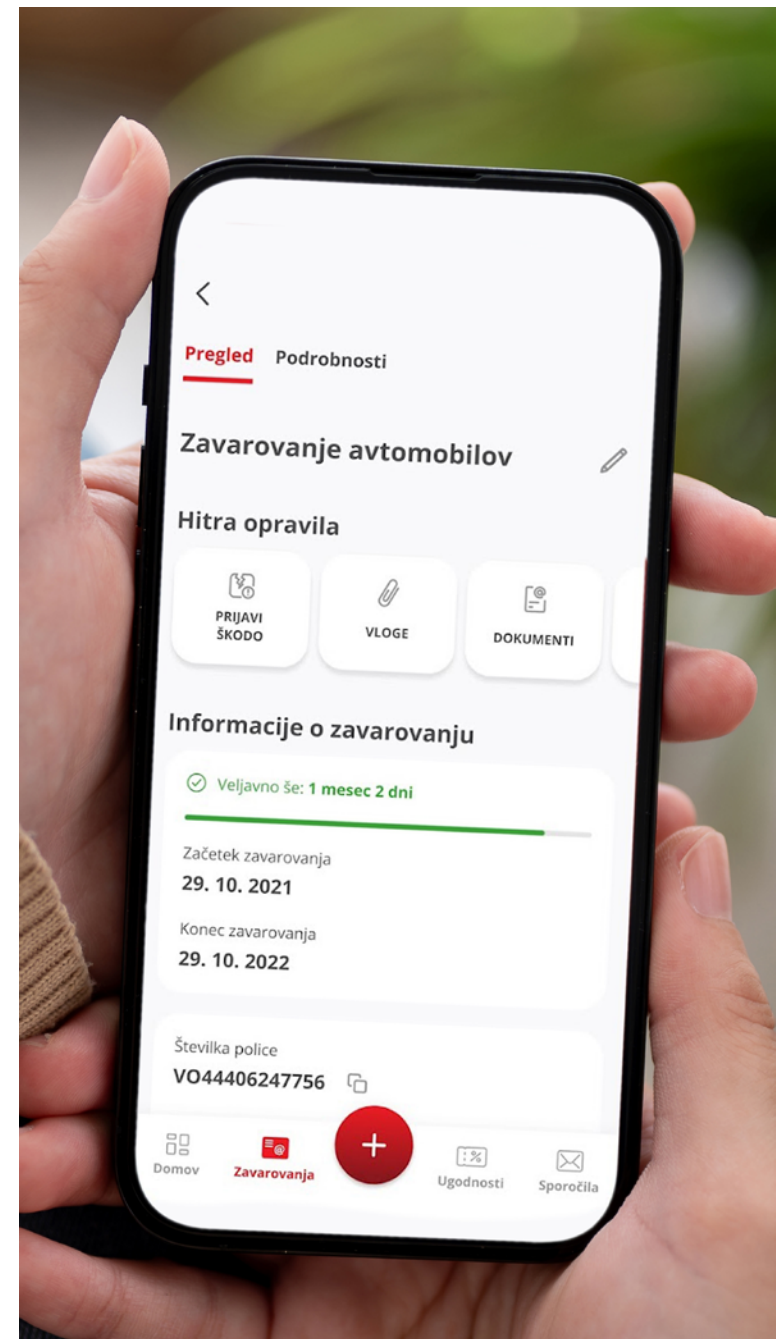 Pregled Podrobnosti
Zavarovanje avtomobilov
Hitra opravila
PRIJAVI
ŠKODO
VLOGE
DOKUMENTI
Informacije o zavarovanju
Veljavno še: 1 mesec 2 dni
Začetek zavarovanja
29. 10. 2021
Konec zavarovanja
29. 10. 2022
Številka police
VO44406247756
Domov Zavarovanja Ugodnosti Sporočila